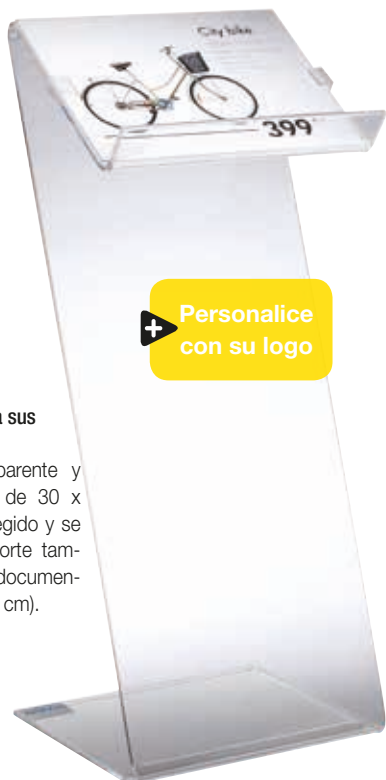 City bike
399
Personalice
con su logo
a sus
parente y
de 30 x
egido y se
orte tam-
documen-
cm).